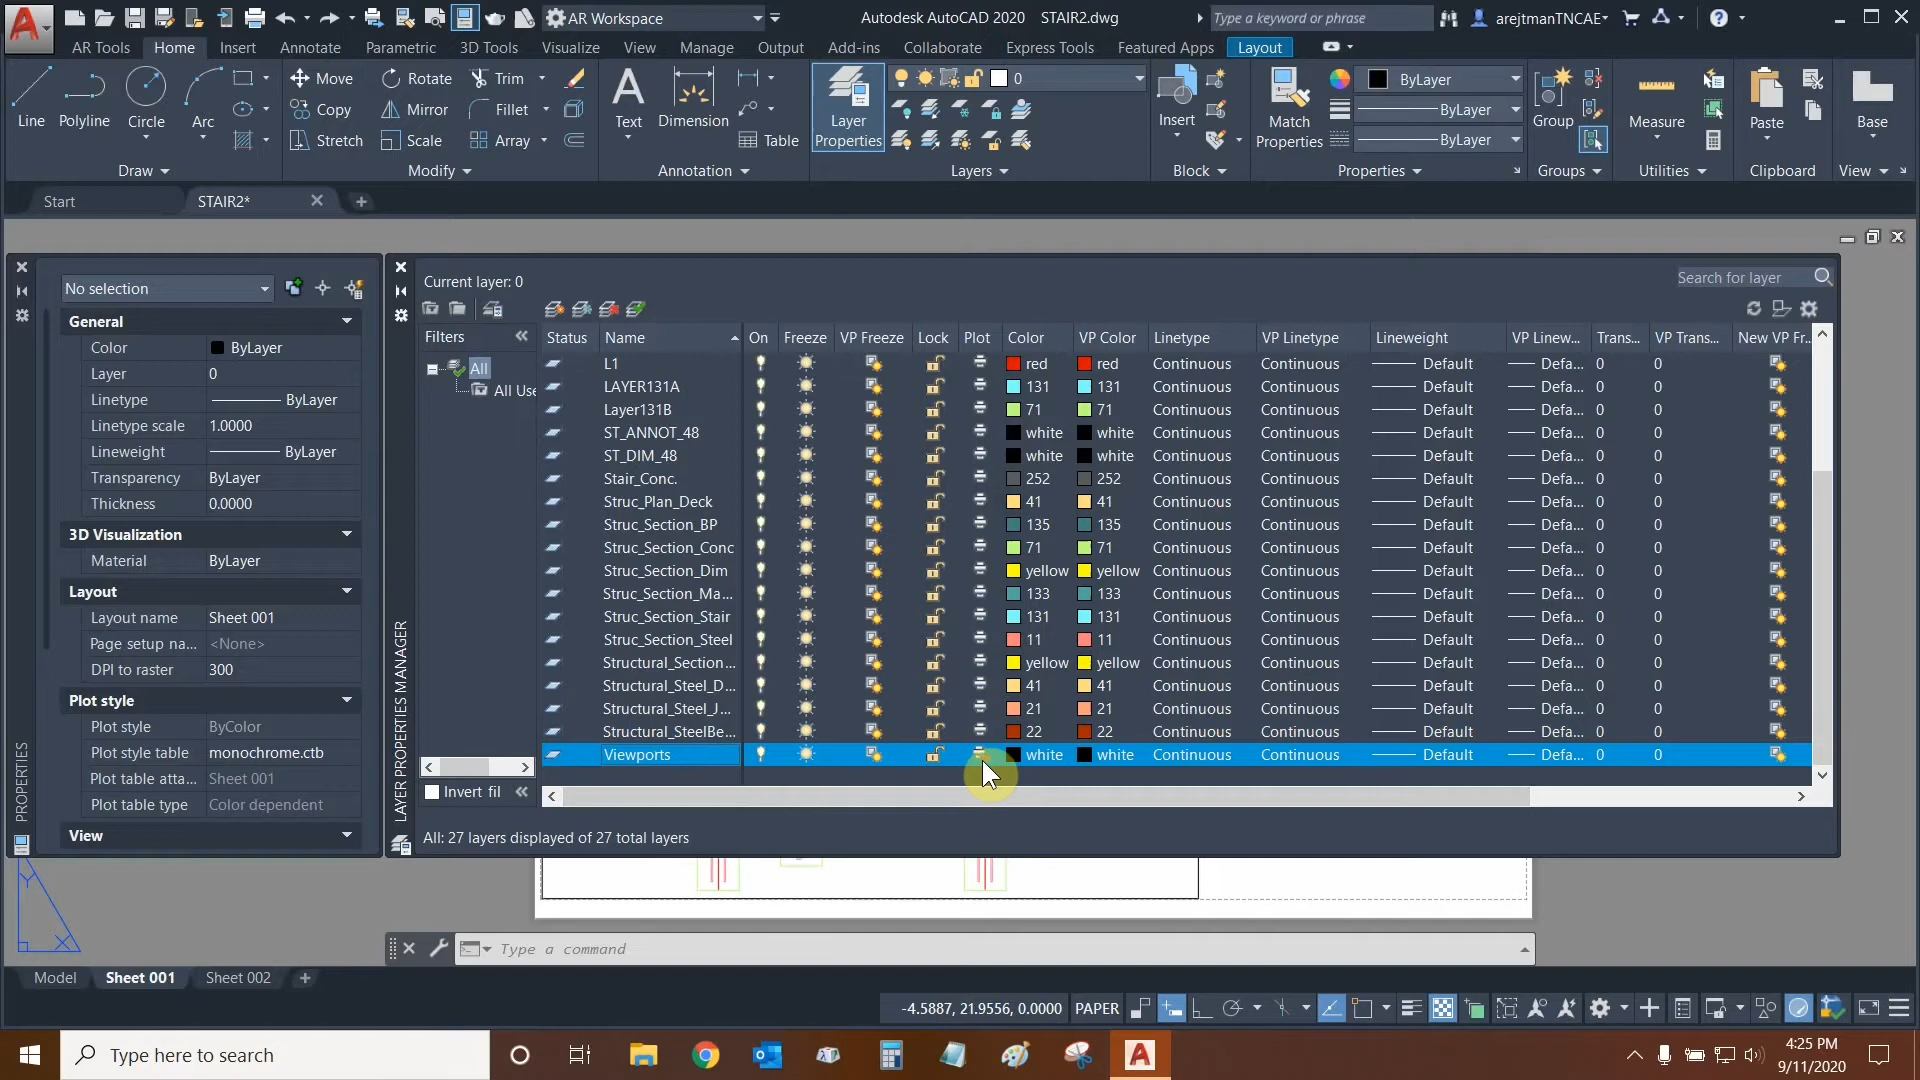 AR Workspace
Autodesk AutoCAD 2020 STAIR2.dwg
Type a keyword or phrase
arejtmanTNCAE
AR Tools Home Insert Annotate Parametric 3D Tools Visualize View Manage Output Add-ins Collaborate Express Tools Featured Apps Layout
Line Polyline Circle Arc
Move Rotate Trim
Copy Mirror Fillet
Stretch Scale Array
Text Dimension Table
Layer Properties
0
Insert
Match Properties
ByLayer
ByLayer
ByLayer
Group Measure Paste Base
Draw Modify Annotation Layers Block Properties Groups Utilities Clipboard View
Start STAIR2*
No selection
General
Color ByLayer
Layer 0
Linetype ByLayer
Linetype scale 1.0000
Lineweight ByLayer
Transparency ByLayer
Thickness 0.0000
3D Visualization
Material ByLayer
Layout
Layout name Sheet 001
Page setup na... <None>
DPI to raster 300
Plot style
Plot style ByColor
Plot style table monochrome.ctb
Plot table atta... Sheet 001
Plot table type Color dependent
View
PROPERTIES
LAYER PROPERTIES MANAGER
Current layer: 0
Search for layer
Filters
All
All Use
Invert fil
Status Name On Freeze VP Freeze Lock Plot Color VP Color Linetype VP Linetype Lineweight VP Linew... Trans... VP Trans... New VP Fr..
L1 red red Continuous Continuous Default Defa... 0 0
LAYER131A 131 131 Continuous Continuous Default Defa... 0 0
Layer131B 71 71 Continuous Continuous Default Defa... 0 0
ST_ANNOT_48 white white Continuous Continuous Default Defa... 0 0
ST_DIM_48 white white Continuous Continuous Default Defa... 0 0
Stair_Conc. 252 252 Continuous Continuous Default Defa... 0 0
Struc_Plan_Deck 41 41 Continuous Continuous Default Defa... 0 0
Struc_Section_BP 135 135 Continuous Continuous Default Defa... 0 0
Struc_Section_Conc 71 71 Continuous Continuous Default Defa... 0 0
Struc_Section_Dim yellow yellow Continuous Continuous Default Defa... 0 0
Struc_Section_Ma... 133 133 Continuous Continuous Default Defa... 0 0
Struc_Section_Stair 131 131 Continuous Continuous Default Defa... 0 0
Struc_Section_Steel 11 11 Continuous Continuous Default Defa... 0 0
Structural_Section... yellow yellow Continuous Continuous Default Defa... 0 0
Structural_Steel_D... 41 41 Continuous Continuous Default Defa... 0 0
Structural_Steel_J... 21 21 Continuous Continuous Default Defa... 0 0
Structural_SteelBe... 22 22 Continuous Continuous Default Defa... 0 0
Viewports white white Continuous Continuous Default Defa... 0 0
All: 27 layers displayed of 27 total layers
Y
X
Type a command
Model Sheet 001 Sheet 002
-4.5887, 21.9556, 0.0000 PAPER
Type here to search
4:25 PM
9/11/2020